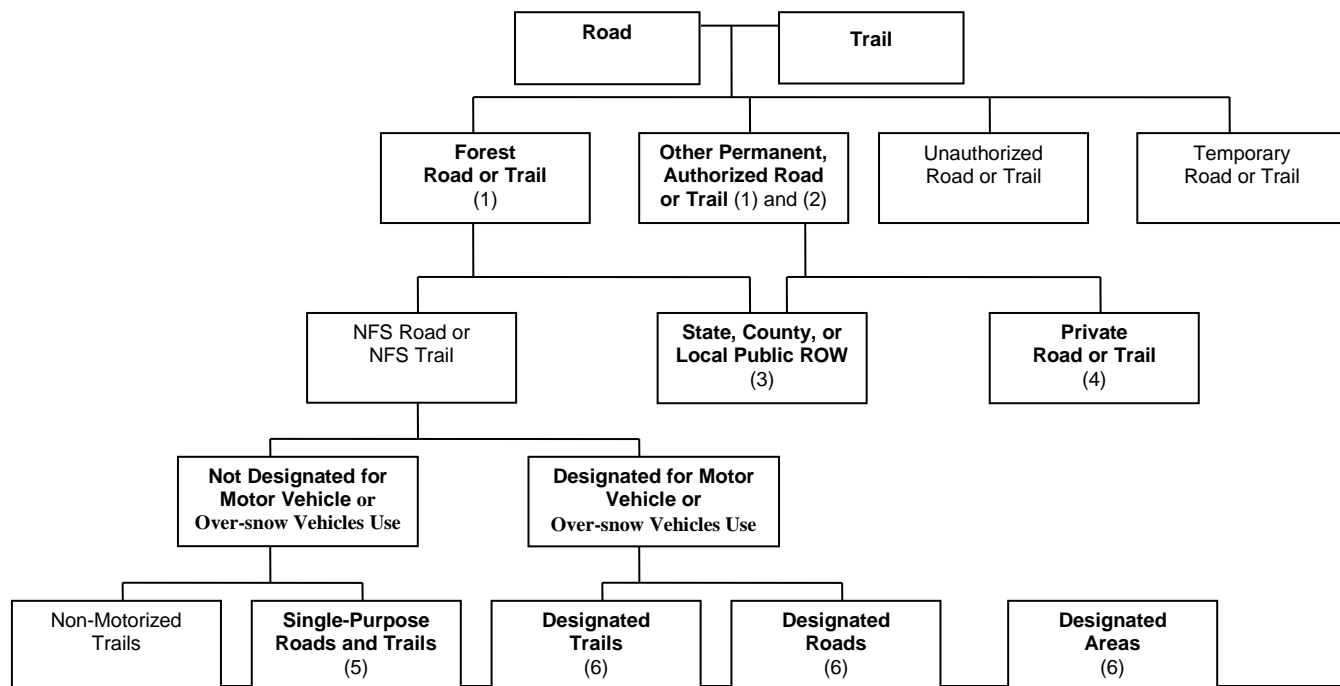 Road
Trail
Forest
Road or Trail
(1)
Other Permanent,
Authorized Road
or Trail (1) and (2)
Unauthorized
Road or Trail
Temporary
Road or Trail
NFS Road or
NFS Trail
State, County, or
Local Public ROW
(3)
Private
Road or Trail
(4)
Not Designated for
Motor Vehicle or
Over-snow Vehicles Use
Designated for Motor
Vehicle or
Over-snow Vehicles Use
Non-Motorized
Trails
Single-Purpose
Roads and Trails
(5)
Designated
Trails
(6)
Designated
Roads
(6)
Designated
Areas
(6)